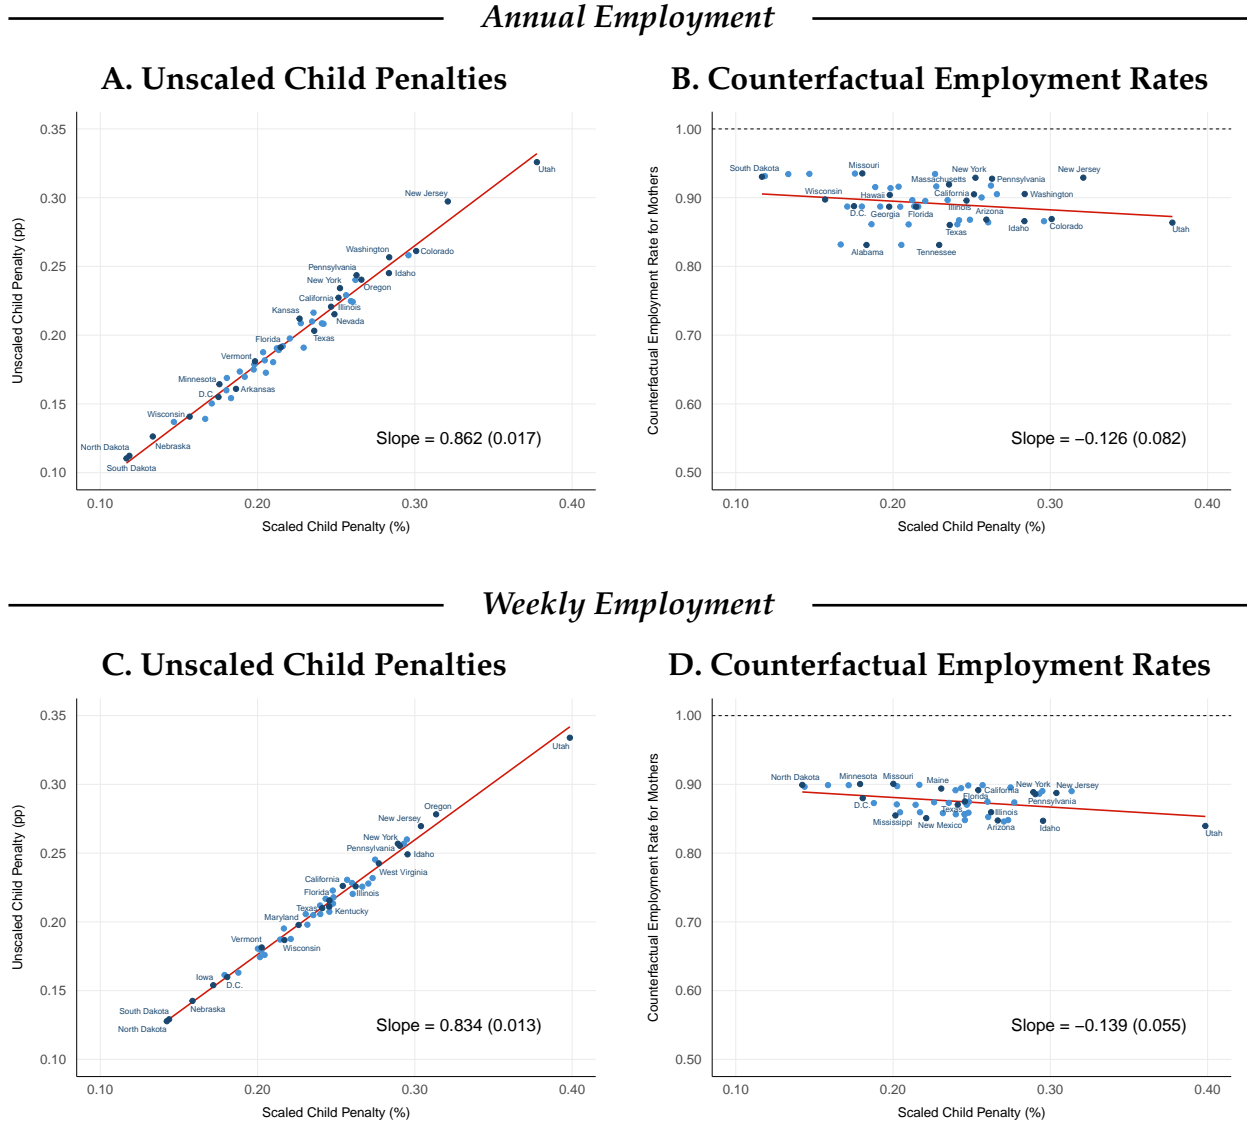 Annual Employment
A. Unscaled Child Penalties
0.35
0.30
0.25
0.20
0.15
0.10
Unscaled Child Penalty (pp)
Utah
New Jersey
Washington
Colorado
Pennsylvania
Idaho
New York
Oregon
California
Illinois
Kansas
Nevada
Florida
Texas
Vermont
Minnesota
D.C.
Arkansas
Wisconsin
North Dakota
Nebraska
South Dakota
Slope = 0.862 (0.017)
0.10 0.20 0.30 0.40
Scaled Child Penalty (%)
B. Counterfactual Employment Rates
1.00
0.90
0.80
0.70
0.60
0.50
Counterfactual Employment Rate for Mothers
South Dakota
Missouri
New York
New Jersey
Massachusetts
Pennsylvania
Wisconsin
Hawaii
California
Washington
D.C.
Georgia
Florida
Illinois
Arizona
Texas
Idaho
Colorado
Utah
Alabama
Tennessee
Slope = −0.126 (0.082)
0.10 0.20 0.30 0.40
Scaled Child Penalty (%)
Weekly Employment
C. Unscaled Child Penalties
0.35
0.30
0.25
0.20
0.15
0.10
Unscaled Child Penalty (pp)
Utah
Oregon
New Jersey
New York
Pennsylvania
Idaho
West Virginia
California
Florida
Illinois
Texas
Kentucky
Maryland
Vermont
Wisconsin
Iowa
D.C.
Nebraska
South Dakota
North Dakota
Slope = 0.834 (0.013)
0.10 0.20 0.30 0.40
Scaled Child Penalty (%)
D. Counterfactual Employment Rates
1.00
0.90
0.80
0.70
0.60
0.50
Counterfactual Employment Rate for Mothers
North Dakota
Minnesota
Missouri
Maine
California
New York
New Jersey
D.C.
Florida
Pennsylvania
Texas
Illinois
Mississippi
New Mexico
Arizona
Idaho
Utah
Slope = −0.139 (0.055)
0.10 0.20 0.30 0.40
Scaled Child Penalty (%)